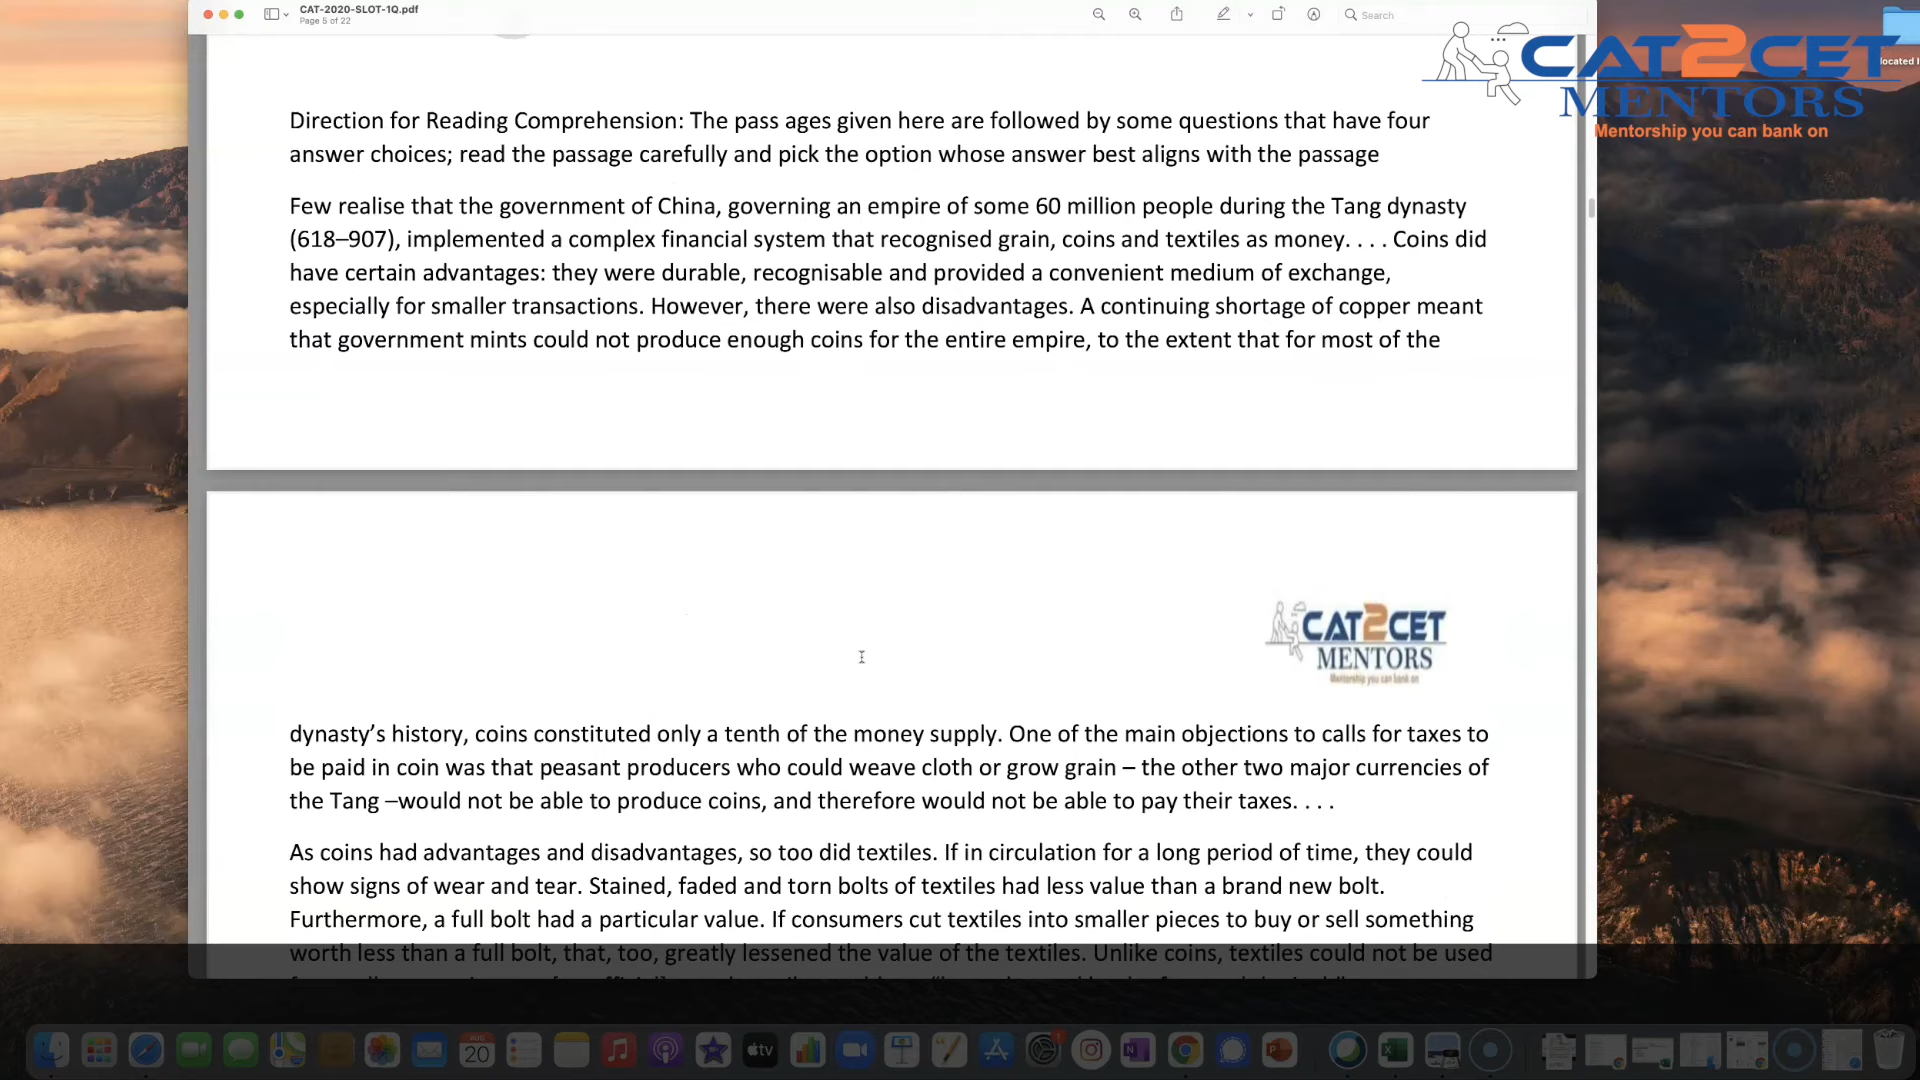 CAT-2020-SLOT-1Q.pdf
Page 5 of 22
Search
CAT2CET
MENTORS
Mentorship you can bank on
located
Direction for Reading Comprehension: The pass ages given here are followed by some questions that have four
answer choices; read the passage carefully and pick the option whose answer best aligns with the passage
Few realise that the government of China, governing an empire of some 60 million people during the Tang dynasty
(618–907), implemented a complex financial system that recognised grain, coins and textiles as money. . . . Coins did
have certain advantages: they were durable, recognisable and provided a convenient medium of exchange,
especially for smaller transactions. However, there were also disadvantages. A continuing shortage of copper meant
that government mints could not produce enough coins for the entire empire, to the extent that for most of the
CAT2CET
MENTORS
Mentorship you can bank on
dynasty’s history, coins constituted only a tenth of the money supply. One of the main objections to calls for taxes to
be paid in coin was that peasant producers who could weave cloth or grow grain – the other two major currencies of
the Tang –would not be able to produce coins, and therefore would not be able to pay their taxes. . . .
As coins had advantages and disadvantages, so too did textiles. If in circulation for a long period of time, they could
show signs of wear and tear. Stained, faded and torn bolts of textiles had less value than a brand new bolt.
Furthermore, a full bolt had a particular value. If consumers cut textiles into smaller pieces to buy or sell something
worth less than a full bolt, that, too, greatly lessened the value of the textiles. Unlike coins, textiles could not be used
AUG
20
tv